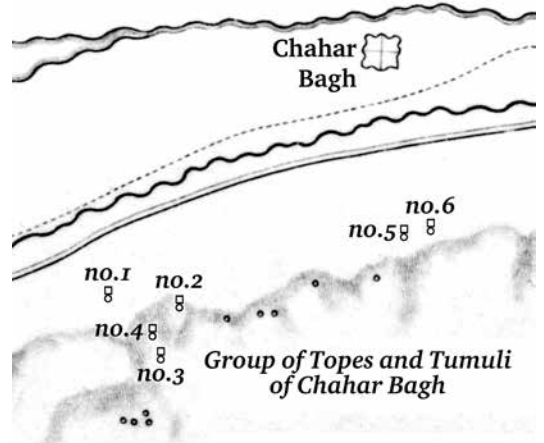 Chahar
Bagh
no.6
no.5
no.1
no.2
no.4
no.3
Group of Topes and Tumuli
of Chahar Bagh